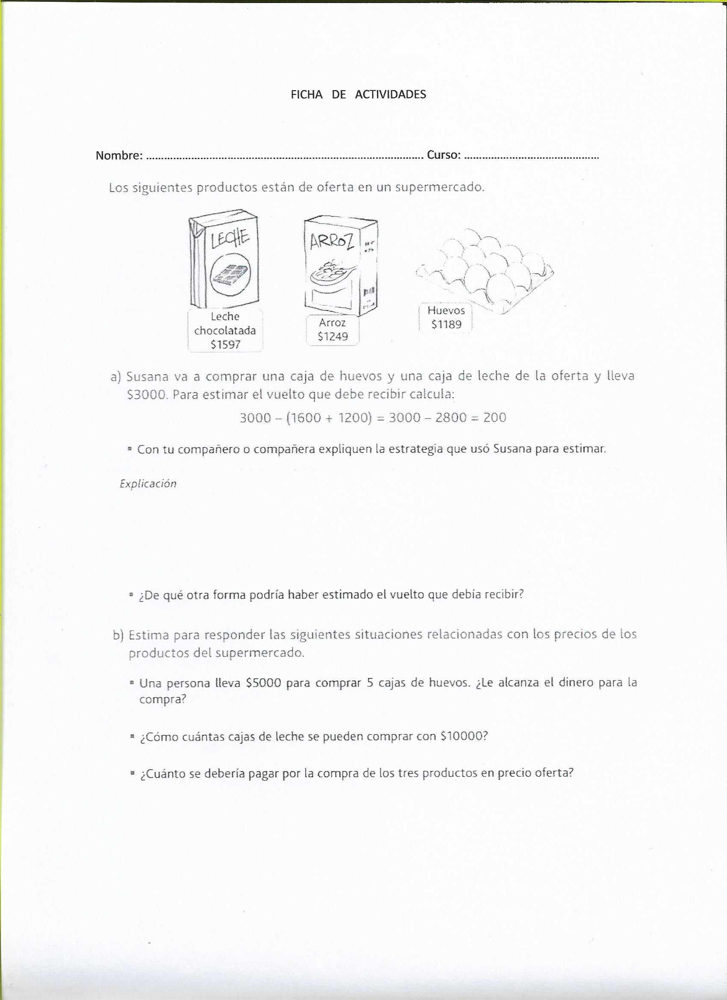 FICHA DE ACTIVIDADES
Nombre: ............................................................................................... Curso: ..............................................
Los siguientes productos están de oferta en un supermercado.
LECHE
ARROZ
Leche
chocolatada
$1597
Arroz
$1249
Huevos
$1189
a) Susana va a comprar una caja de huevos y una caja de leche de la oferta y lleva
$3000. Para estimar el vuelto que debe recibir calcula:
3000 – (1600 + 1200) = 3000 – 2800 = 200
▪ Con tu compañero o compañera expliquen la estrategia que usó Susana para estimar.
Explicación
▪ ¿De qué otra forma podría haber estimado el vuelto que debía recibir?
b) Estima para responder las siguientes situaciones relacionadas con los precios de los
productos del supermercado.
▪ Una persona lleva $5000 para comprar 5 cajas de huevos. ¿Le alcanza el dinero para la
compra?
▪ ¿Cómo cuántas cajas de leche se pueden comprar con $10000?
▪ ¿Cuánto se debería pagar por la compra de los tres productos en precio oferta?